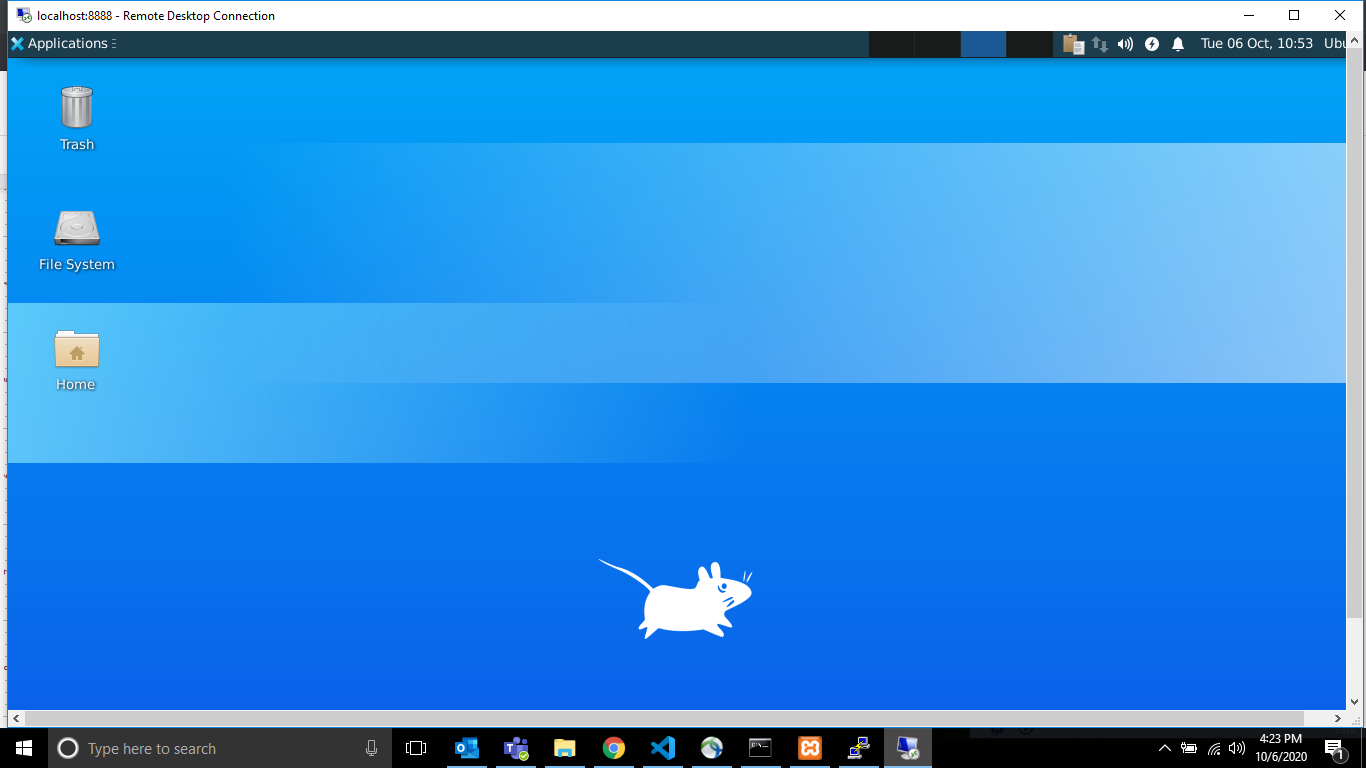 localhost:8888 - Remote Desktop Connection
Applications
Tue 06 Oct, 10:53 Ubu
Trash
File System
Home
Type here to search
4:23 PM
10/6/2020
1